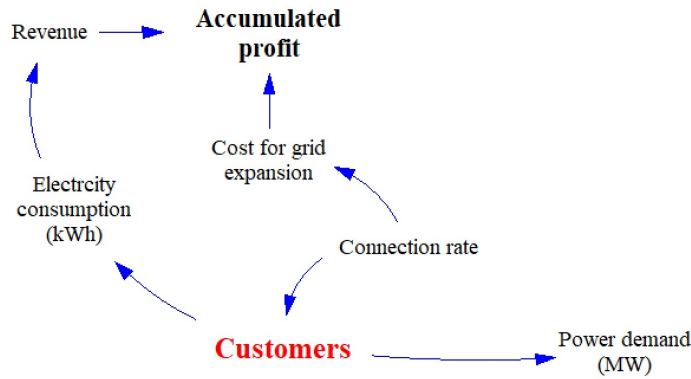 Revenue
Accumulated
profit
Cost for grid
expansion
Electrcity
consumption
(kWh)
Connection rate
Customers
Power demand
(MW)